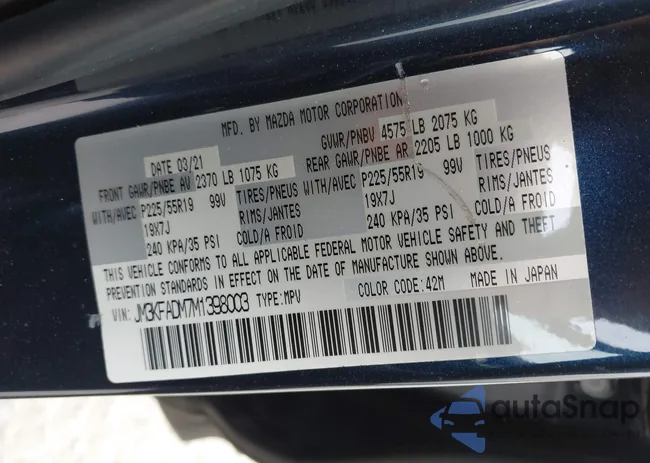 MFD. BY MAZDA MOTOR CORPORATION
DATE 03/21
GVWR/PNBV 4575 LB 2075 KG
FRONT GAWR/PNBE AV 2370 LB 1075 KG
REAR GAWR/PNBE AR 2205 LB 1000 KG
WITH/AVEC P225/55R19 99V TIRES/PNEUS
19X7J RIMS/JANTES
240 KPA/35 PSI COLD/A FROID
WITH/AVEC P225/55R19 99V TIRES/PNEUS
19X7J RIMS/JANTES
240 KPA/35 PSI COLD/A FROID
THIS VEHICLE CONFORMS TO ALL APPLICABLE FEDERAL MOTOR VEHICLE SAFETY AND THEFT
PREVENTION STANDARDS IN EFFECT ON THE DATE OF MANUFACTURE SHOWN ABOVE.
VIN: JM3KFADM7M1398003 TYPE:MPV COLOR CODE:42M MADE IN JAPAN
autoSnap